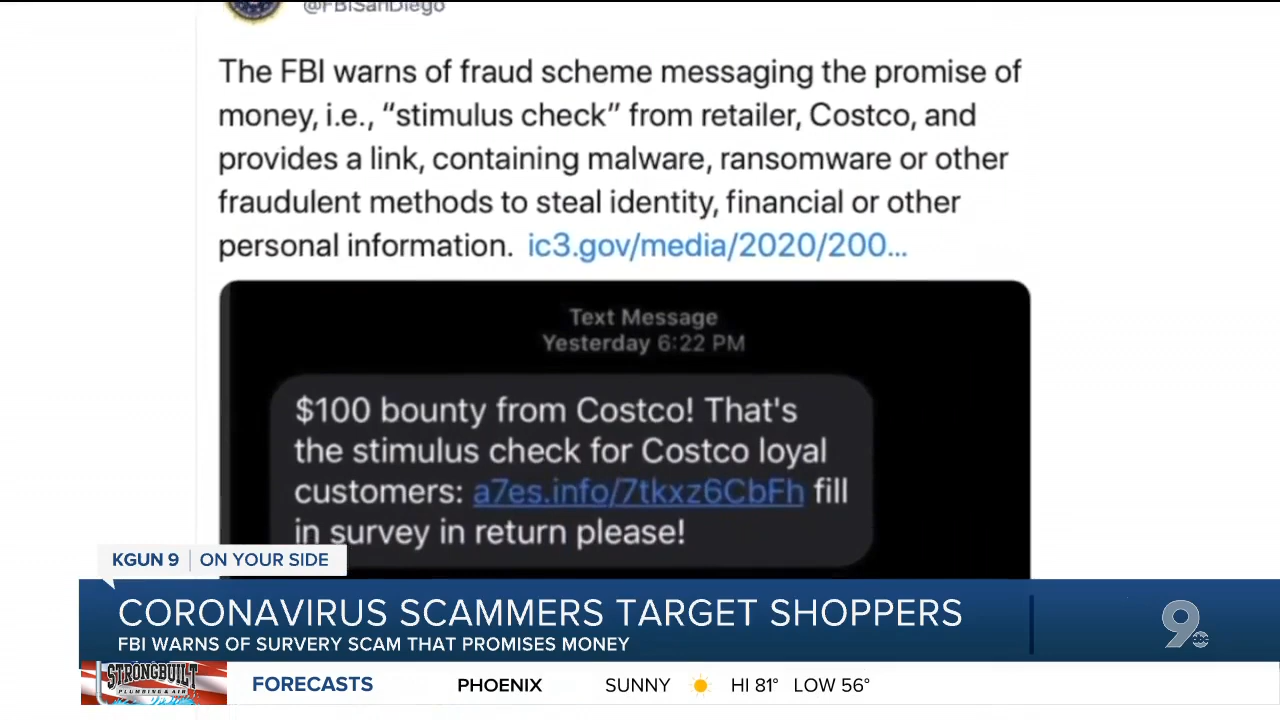 @FBISanDiego
The FBI warns of fraud scheme messaging the promise of
money, i.e., “stimulus check” from retailer, Costco, and
provides a link, containing malware, ransomware or other
fraudulent methods to steal identity, financial or other
personal information. ic3.gov/media/2020/200...
Text Message
Yesterday 6:22 PM
$100 bounty from Costco! That's
the stimulus check for Costco loyal
customers: a7es.info/7tkxz6CbFh fill
in survey in return please!
KGUN 9 | ON YOUR SIDE
CORONAVIRUS SCAMMERS TARGET SHOPPERS
FBI WARNS OF SURVERY SCAM THAT PROMISES MONEY
9 abc
STRONGBUILT
PLUMBING & AIR
FORECASTS PHOENIX SUNNY HI 81° LOW 56°